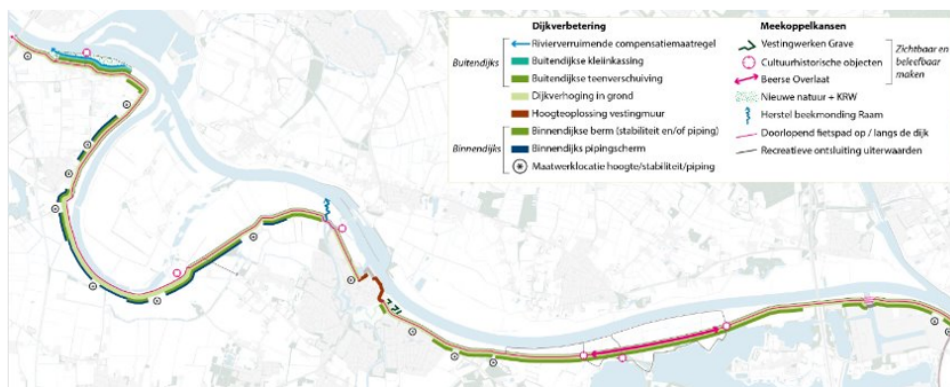 Dijkverbetering
Buitendijks
Rivierverruimende compensatiemaatregel
Buitendijkse kleiinkassing
Buitendijkse teenverschuiving
Dijkverhoging in grond
Hoogteoplossing vestingmuur
Binnendijks
Binnendijkse berm (stabiliteit en/of piping)
Binnendijks pipingscherm
Maatwerklocatie hoogte/stabiliteit/piping
Meekoppelkansen
Vestingwerken Grave
Cultuurhistorische objecten
Beerse Overlaat
Zichtbaar en
beleefbaar
maken
Nieuwe natuur + KRW
Herstel beekmonding Raam
Doorlopend fietspad op / langs de dijk
Recreatieve ontsluiting uiterwaarden